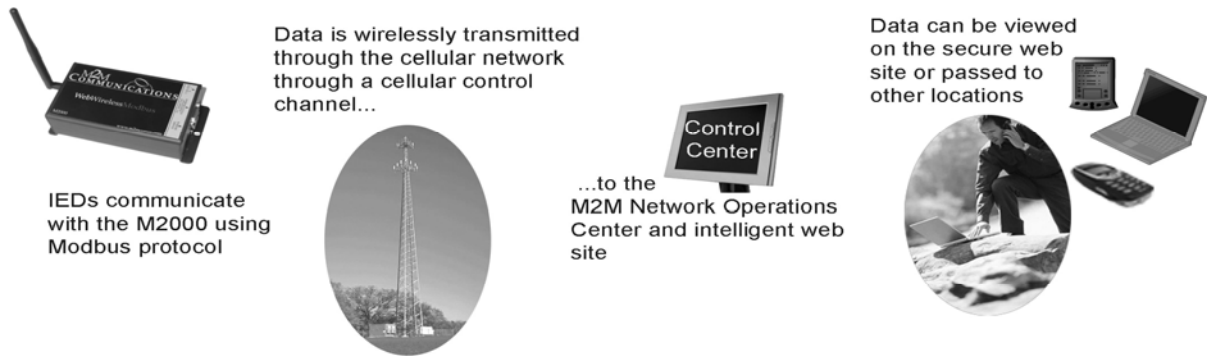 M2M
COMMUNICATIONS
WebWirelessModbus
IEDs communicate
with the M2000 using
Modbus protocol
Data is wirelessly transmitted
through the cellular network
through a cellular control
channel...
Control
Center
...to the
M2M Network Operations
Center and intelligent web
site
Data can be viewed
on the secure web
site or passed to
other locations